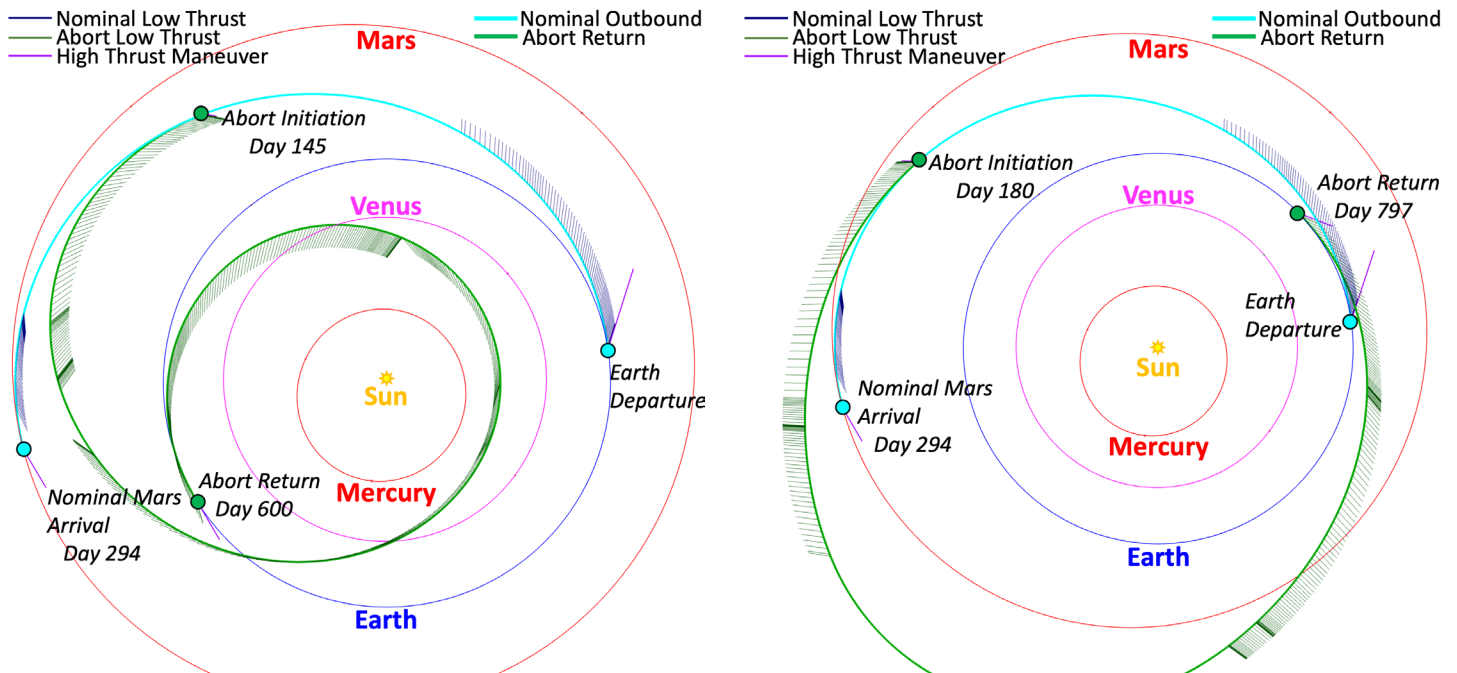 Nominal Low Thrust
Abort Low Thrust
High Thrust Maneuver
Nominal Outbound
Abort Return
Mars
Abort Initiation
Day 145
Venus
Sun
Earth
Departure
Mercury
Abort Return
Day 600
Nominal Mars
Arrival
Day 294
Earth
Nominal Low Thrust
Abort Low Thrust
High Thrust Maneuver
Nominal Outbound
Abort Return
Mars
Abort Initiation
Day 180
Venus
Abort Return
Day 797
Earth
Departure
Sun
Nominal Mars
Arrival
Day 294
Mercury
Earth